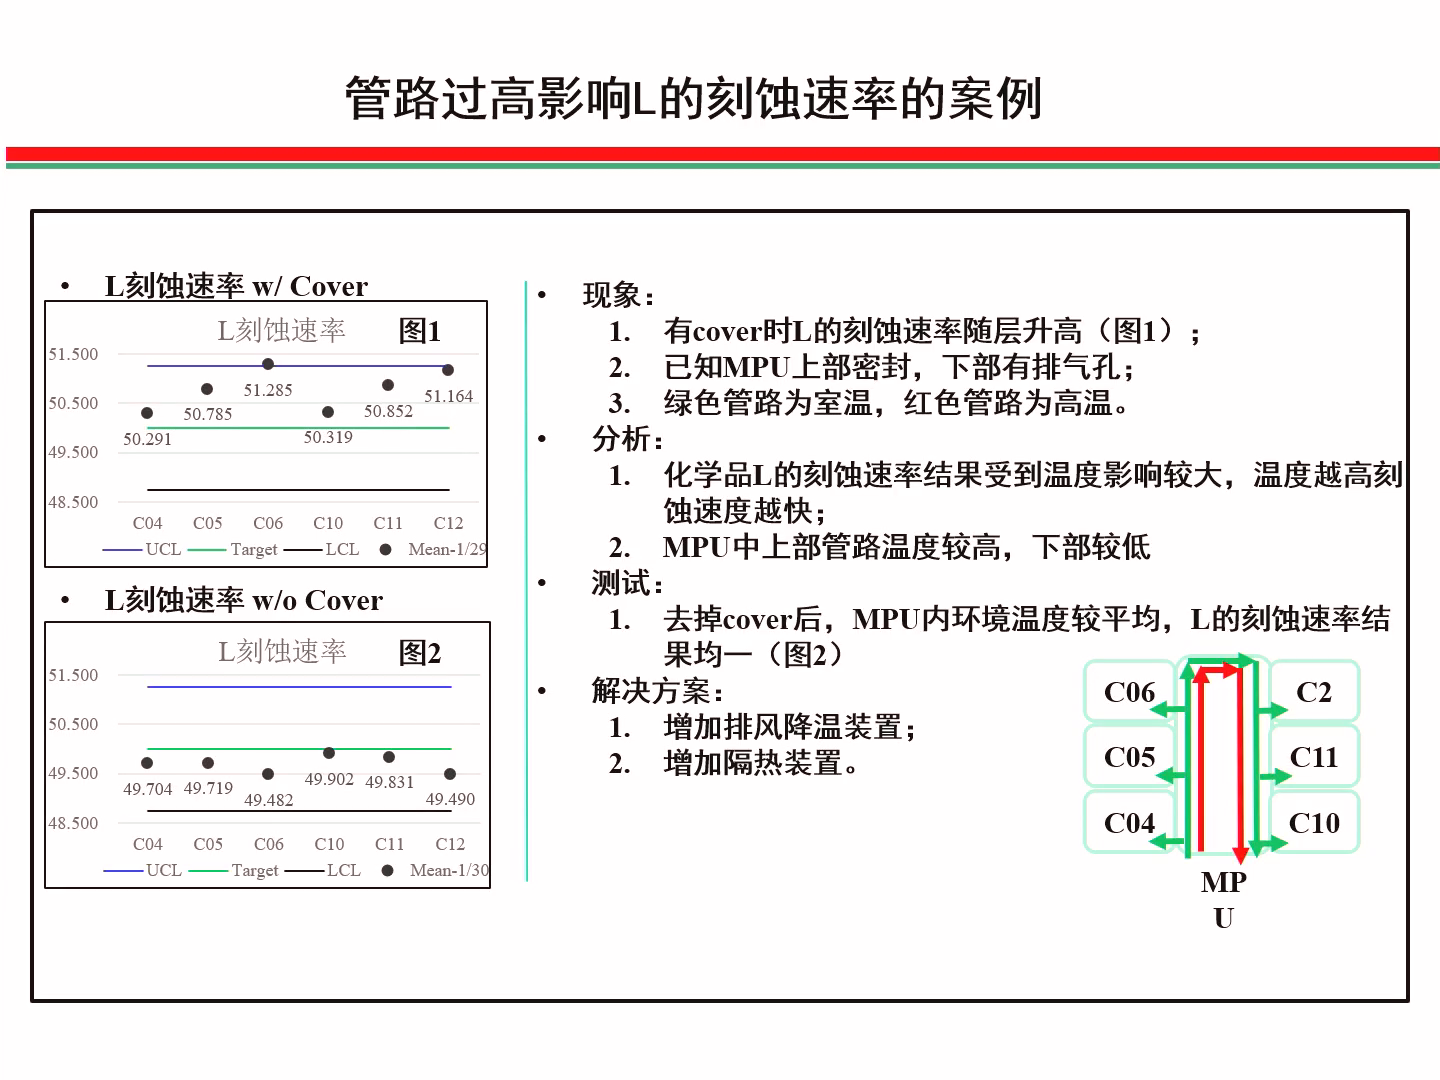 管路过高影响L的刻蚀速率的案例
• L刻蚀速率 w/ Cover
L刻蚀速率 图1
51.500
50.500
49.500
48.500
50.291
50.785
51.285
50.319
50.852
51.164
C04 C05 C06 C10 C11 C12
UCL Target LCL Mean-1/29
• L刻蚀速率 w/o Cover
L刻蚀速率 图2
51.500
50.500
49.500
48.500
49.704
49.719
49.482
49.902
49.831
49.490
C04 C05 C06 C10 C11 C12
UCL Target LCL Mean-1/30
• 现象：
1. 有cover时L的刻蚀速率随层升高（图1）；
2. 已知MPU上部密封，下部有排气孔；
3. 绿色管路为室温，红色管路为高温。
• 分析：
1. 化学品L的刻蚀速率结果受到温度影响较大，温度越高刻
蚀速度越快；
2. MPU中上部管路温度较高，下部较低
• 测试：
1. 去掉cover后，MPU内环境温度较平均，L的刻蚀速率结
果均一（图2）
• 解决方案：
1. 增加排风降温装置；
2. 增加隔热装置。
C06 C2
C05 C11
C04 C10
MP
U